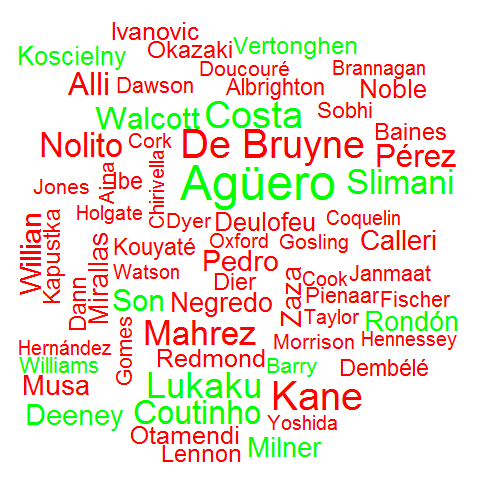 Ivanovic
Koscielny
Okazaki
Vertonghen
Doucouré
Brannagan
Alli
Dawson
Albrighton
Noble
Walcott
Costa
Sobhi
Nolito
Cork
De Bruyne
Baines
Pérez
Jones
Aina
Ibe
Chirivella
Agüero
Slimani
Holgate
Dyer
Deulofeu
Coquelin
Willian
Kapustka
Mirallas
Kouyaté
Oxford
Gosling
Calleri
Pedro
Watson
Dier
Zaza
Cook
Janmaat
Dann
Son
Negredo
Pienaar
Fischer
Gomes
Mahrez
Taylor
Rondón
Hernández
Redmond
Morrison
Hennessey
Williams
Barry
Dembélé
Musa
Lukaku
Kane
Deeney
Coutinho
Yoshida
Otamendi
Milner
Lennon